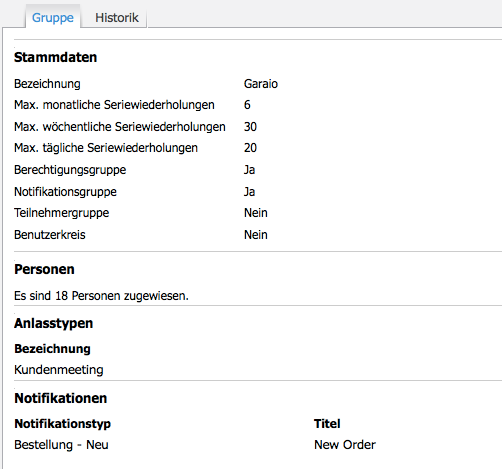 Gruppe Historik
Stammdaten
Bezeichnung Garaio
Max. monatliche Seriewiederholungen 6
Max. wöchentliche Seriewiederholungen 30
Max. tägliche Seriewiederholungen 20
Berechtigungsgruppe Ja
Notifikationsgruppe Ja
Teilnehmergruppe Nein
Benutzerkreis Nein
Personen
Es sind 18 Personen zugewiesen.
Anlasstypen
Bezeichnung
Kundenmeeting
Notifikationen
Notifikationstyp Titel
Bestellung - Neu New Order